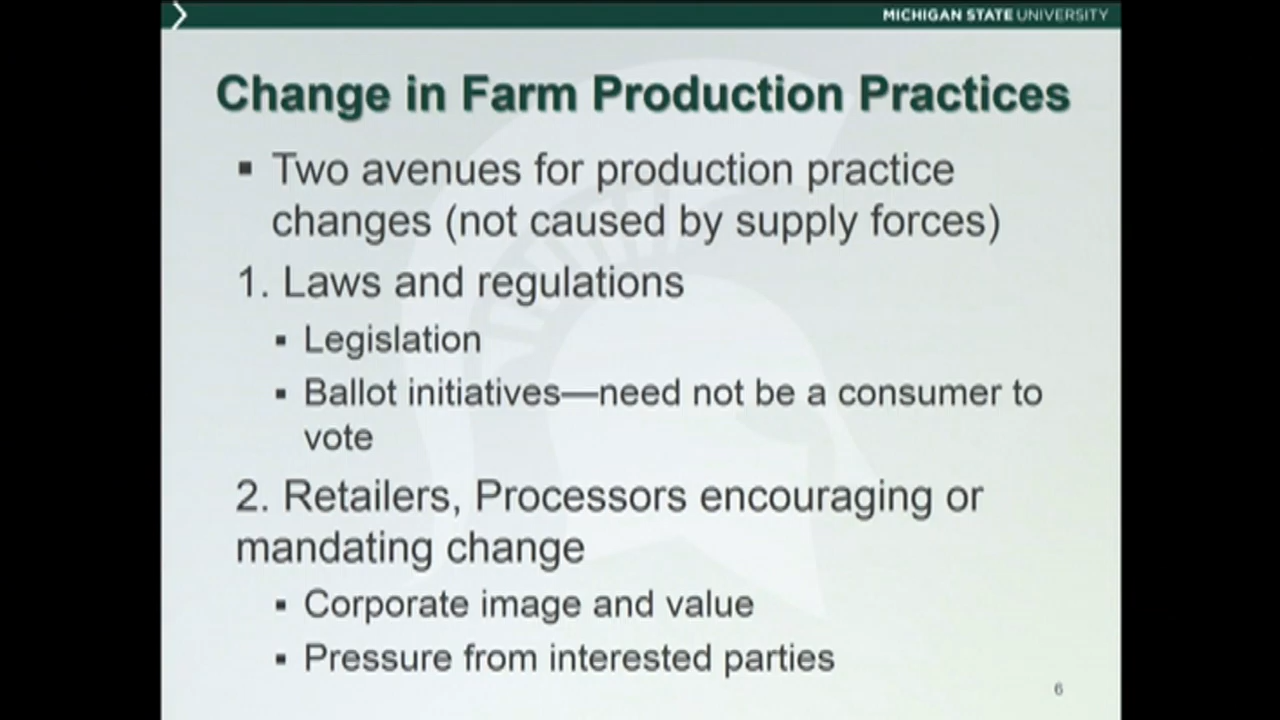 MICHIGAN STATE UNIVERSITY
Change in Farm Production Practices
▪ Two avenues for production practice
changes (not caused by supply forces)
1. Laws and regulations
▪ Legislation
▪ Ballot initiatives—need not be a consumer to
vote
2. Retailers, Processors encouraging or
mandating change
▪ Corporate image and value
▪ Pressure from interested parties
6